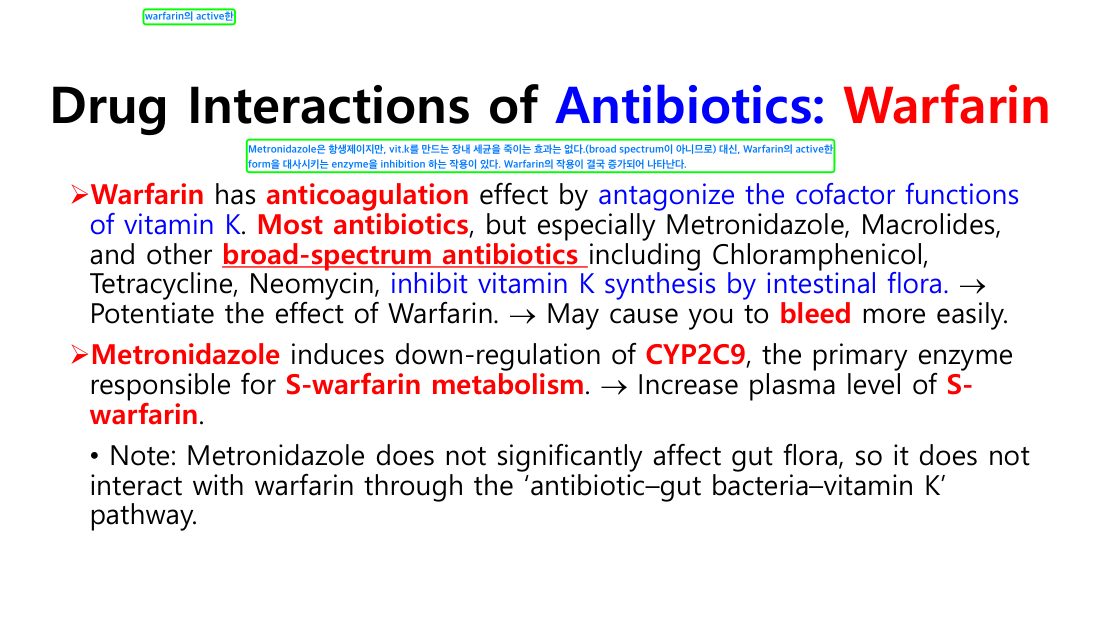 warfarin의 active한
Drug Interactions of Antibiotics: Warfarin
Metronidazole은 항생제이지만, vit.k를 만드는 장내 세균을 죽이는 효과는 없다.(broad spectrum이 아니므로) 대신, Warfarin의 active한
form을 대사시키는 enzyme을 inhibition 하는 작용이 있다. Warfarin의 작용이 결국 증가되어 나타난다.
➢Warfarin has anticoagulation effect by antagonize the cofactor functions
of vitamin K. Most antibiotics, but especially Metronidazole, Macrolides,
and other broad-spectrum antibiotics including Chloramphenicol,
Tetracycline, Neomycin, inhibit vitamin K synthesis by intestinal flora. →
Potentiate the effect of Warfarin. → May cause you to bleed more easily.
➢Metronidazole induces down-regulation of CYP2C9, the primary enzyme
responsible for S-warfarin metabolism. → Increase plasma level of S-
warfarin.
• Note: Metronidazole does not significantly affect gut flora, so it does not
interact with warfarin through the ‘antibiotic–gut bacteria–vitamin K’
pathway.